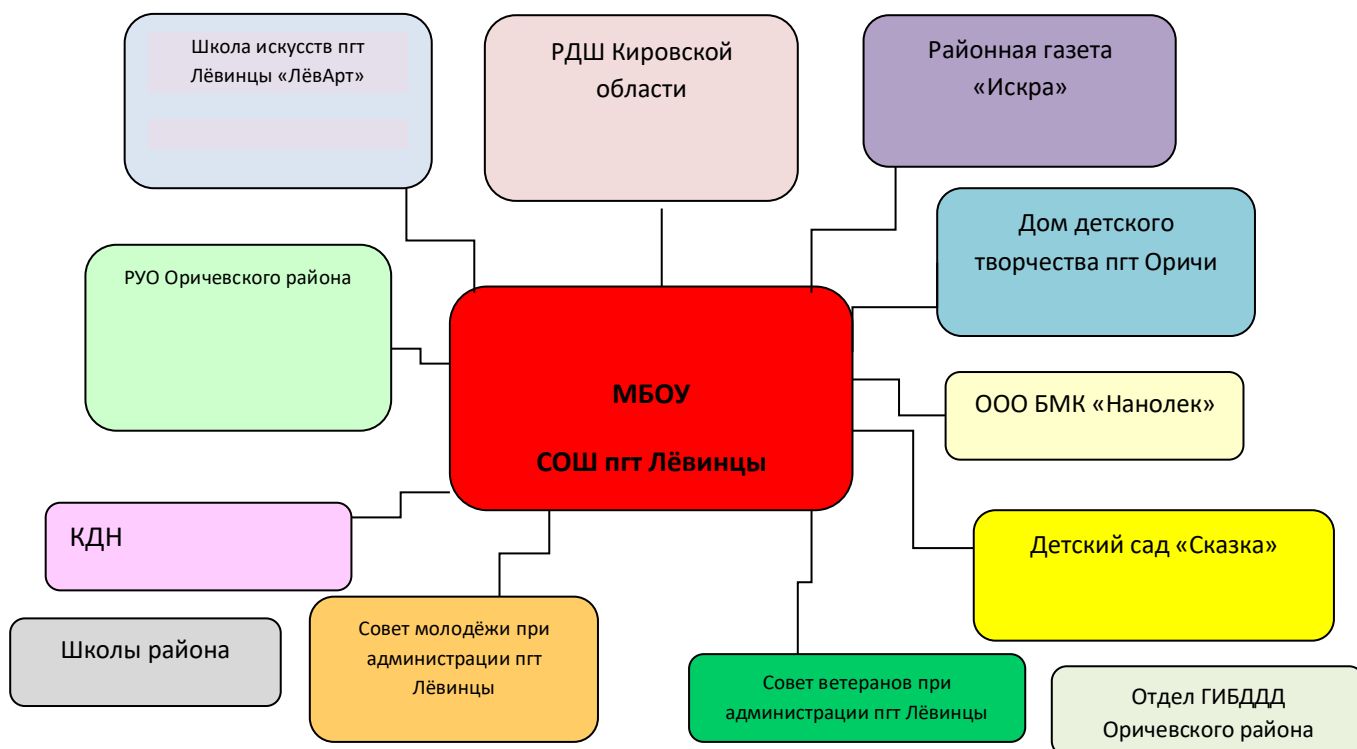 Школа искусств пгт
Лёвинцы «ЛёвАрт»
РДШ Кировской
области
Районная газета
«Искра»
Дом детского
творчества пгт Оричи
РУО Оричевского района
МБОУ
СОШ пгт Лёвинцы
ООО БМК «Нанолек»
КДН
Детский сад «Сказка»
Школы района
Совет молодёжи при
администрации пгт
Лёвинцы
Совет ветеранов при
администрации пгт Лёвинцы
Отдел ГИБДДД
Оричевского района